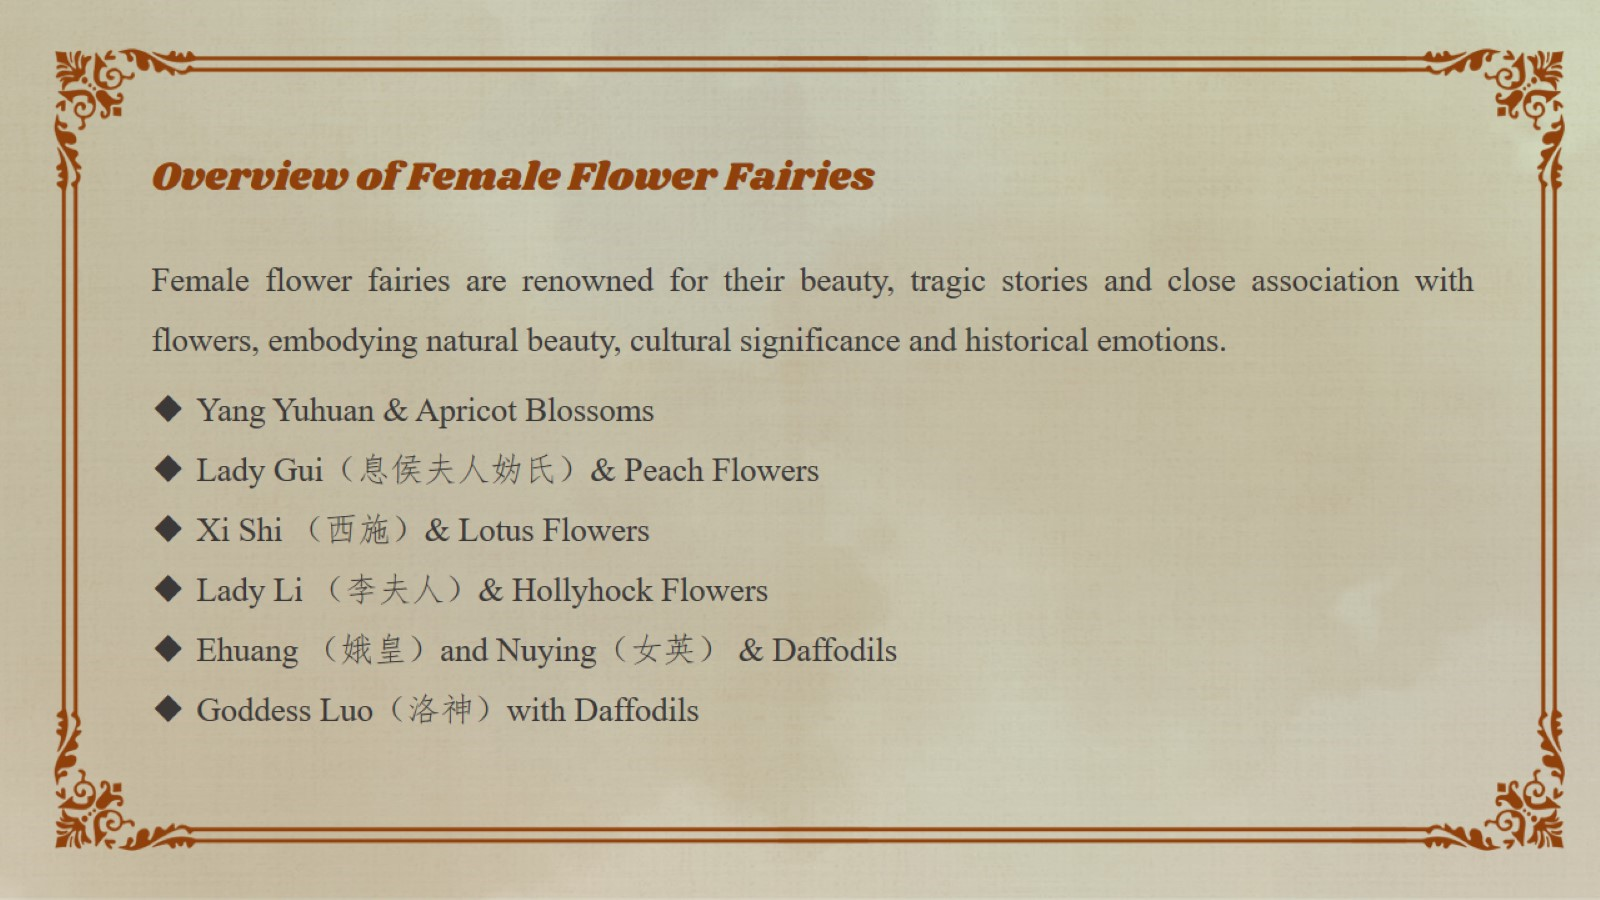 Overview of Female Flower Fairies
Female flower fairies are renowned for their beauty, tragic stories and close association with
flowers, embodying natural beauty, cultural significance and historical emotions.
◆ Yang Yuhuan & Apricot Blossoms
◆ Lady Gui（息侯夫人妫氏）& Peach Flowers
◆ Xi Shi （西施）& Lotus Flowers
◆ Lady Li （李夫人）& Hollyhock Flowers
◆ Ehuang （娥皇）and Nuying（女英） & Daffodils
◆ Goddess Luo（洛神）with Daffodils